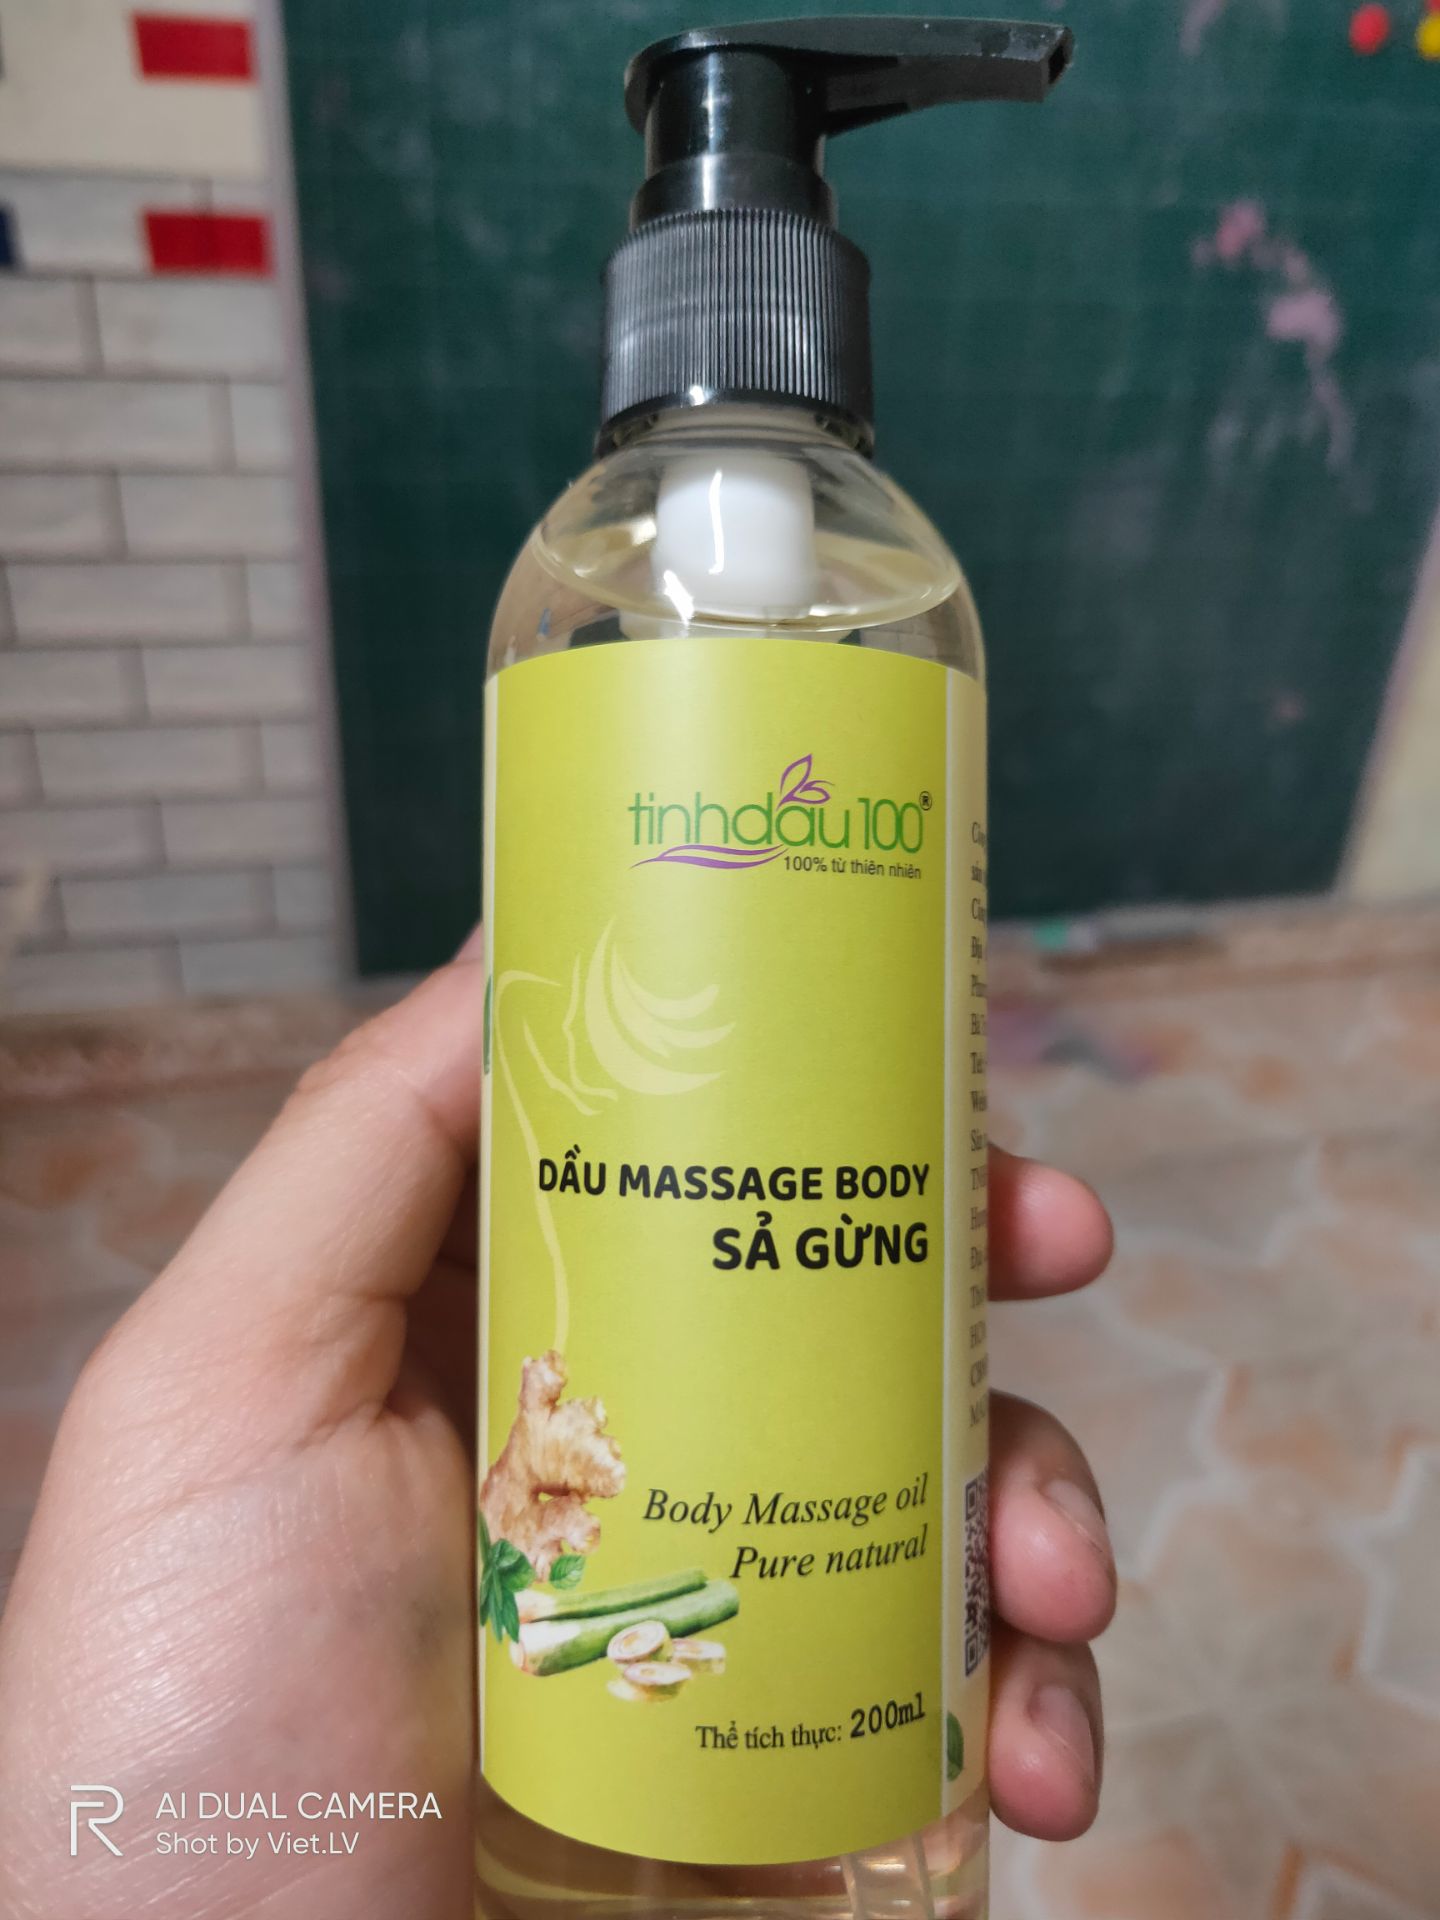 tinhdầu100®
100% từ thiên nhiên
DẦU MASSAGE BODY
SẢ GỪNG
Body Massage oil
Pure natural
Thể tích thực: 200ml
AI DUAL CAMERA
Shot by Viet.LV